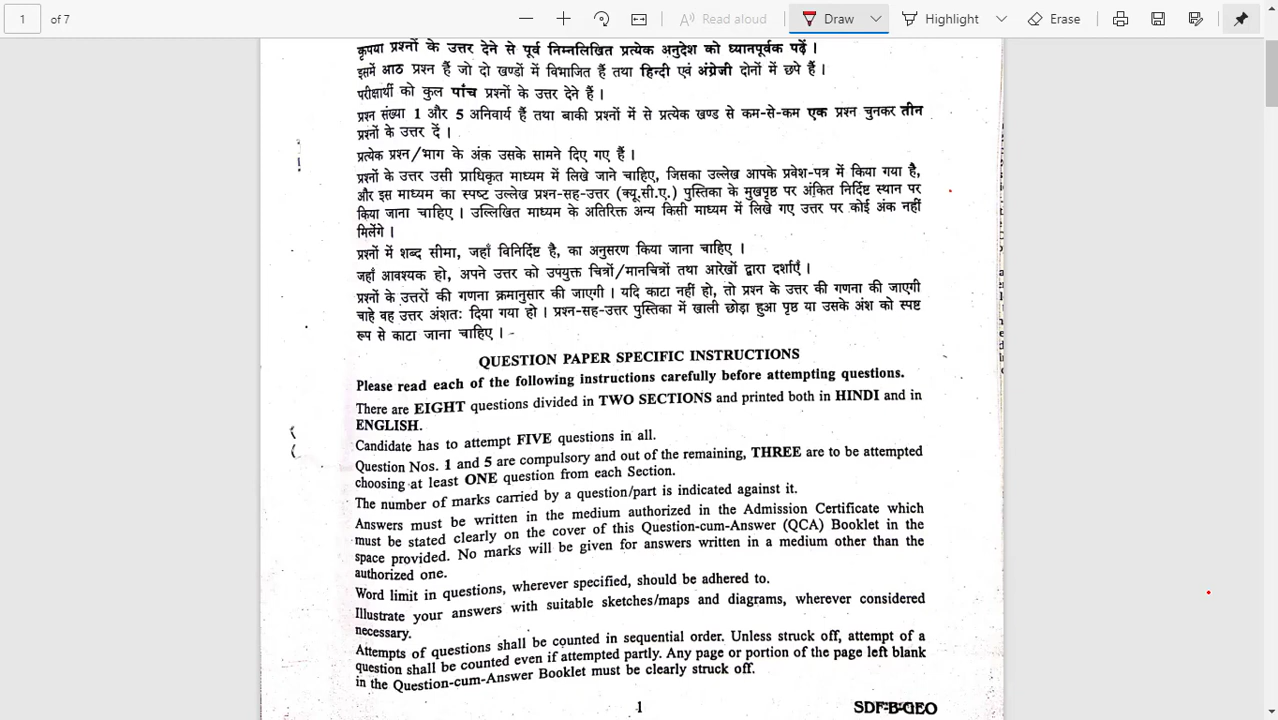 1 of 7 Read aloud Draw Highlight Erase
कृपया प्रश्नों के उत्तर देने से पूर्व निम्नलिखित प्रत्येक अनुदेश को ध्यानपूर्वक पढ़ें ।
इसमें आठ प्रश्न हैं जो दो खण्डों में विभाजित हैं तथा हिन्दी एवं अंग्रेजी दोनों में छपे हैं ।
परीक्षार्थी को कुल पांच प्रश्नों के उत्तर देने हैं ।
प्रश्न संख्या 1 और 5 अनिवार्य हैं तथा बाकी प्रश्नों में से प्रत्येक खण्ड से कम-से-कम एक प्रश्न चुनकर तीन
प्रश्नों के उत्तर दें ।
प्रत्येक प्रश्न/भाग के अंक उसके सामने दिए गए हैं ।
प्रश्नों के उत्तर उसी प्राधिकृत माध्यम में लिखे जाने चाहिए, जिसका उल्लेख आपके प्रवेश-पत्र में किया गया है,
और इस माध्यम का स्पष्ट उल्लेख प्रश्न-सह-उत्तर (क्यू.सी.ए.) पुस्तिका के मुखपृष्ठ पर अंकित निर्दिष्ट स्थान पर
किया जाना चाहिए । उल्लिखित माध्यम के अतिरिक्त अन्य किसी माध्यम में लिखे गए उत्तर पर कोई अंक नहीं
मिलेंगे ।
प्रश्नों में शब्द सीमा, जहाँ विनिर्दिष्ट है, का अनुसरण किया जाना चाहिए ।
जहाँ आवश्यक हो, अपने उत्तर को उपयुक्त चित्रों/मानचित्रों तथा आरेखों द्वारा दर्शाएँ ।
प्रश्नों के उत्तरों की गणना क्रमानुसार की जाएगी । यदि काटा नहीं हो, तो प्रश्न के उत्तर की गणना की जाएगी
चाहे वह उत्तर अंशतः दिया गया हो । प्रश्न-सह-उत्तर पुस्तिका में खाली छोड़ा हुआ पृष्ठ या उसके अंश को स्पष्ट
रूप से काटा जाना चाहिए ।
QUESTION PAPER SPECIFIC INSTRUCTIONS
Please read each of the following instructions carefully before attempting questions.
There are EIGHT questions divided in TWO SECTIONS and printed both in HINDI and in
ENGLISH.
Candidate has to attempt FIVE questions in all.
Question Nos. 1 and 5 are compulsory and out of the remaining, THREE are to be attempted
choosing at least ONE question from each Section.
The number of marks carried by a question/part is indicated against it.
Answers must be written in the medium authorized in the Admission Certificate which
must be stated clearly on the cover of this Question-cum-Answer (QCA) Booklet in the
space provided. No marks will be given for answers written in a medium other than the
authorized one.
Word limit in questions, wherever specified, should be adhered to.
Illustrate your answers with suitable sketches/maps and diagrams, wherever considered
necessary.
Attempts of questions shall be counted in sequential order. Unless struck off, attempt of a
question shall be counted even if attempted partly. Any page or portion of the page left blank
in the Question-cum-Answer Booklet must be clearly struck off.
1 SDF-B-GEO